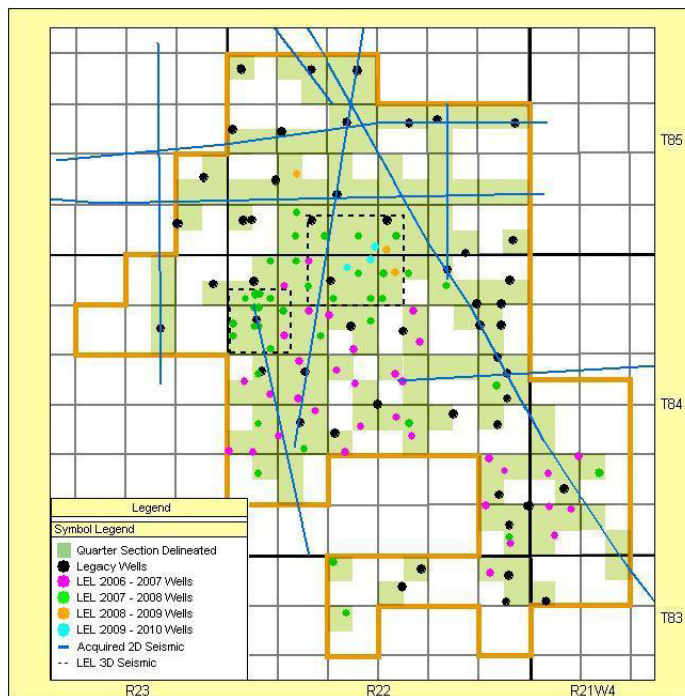 T85
T84
Legend
Symbol Legend
Quarter Section Delineated
Legacy Wells
LEL 2006 - 2007 Wells
LEL 2007 - 2008 Wells
LEL 2008 - 2009 Wells
LEL 2009 - 2010 Wells
Acquired 2D Seismic
LEL 3D Seismic
T83
R23 R22 R21W4